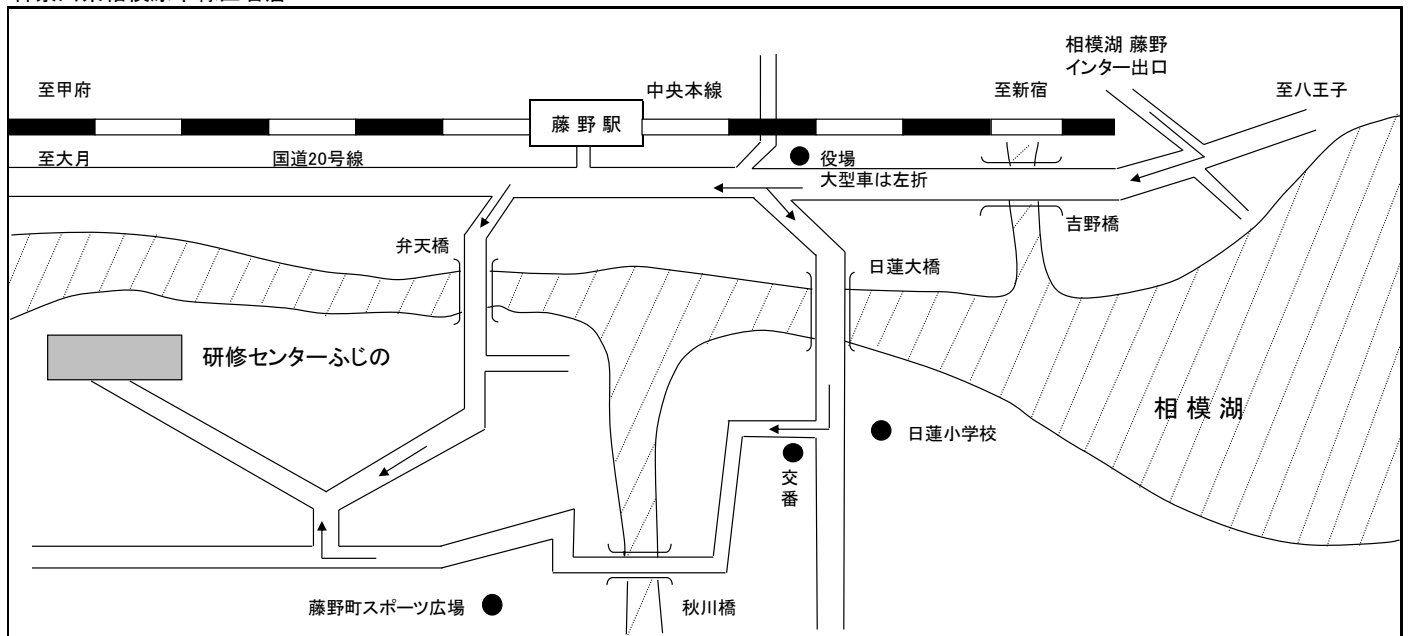 相模湖 藤野
インター出口
至甲府
中央本線
至新宿
至八王子
藤野駅
至大月
国道20号線
役場
大型車は左折
吉野橋
弁天橋
日蓮大橋
研修センターふじの
相模湖
日蓮小学校
交番
藤野町スポーツ広場
秋川橋